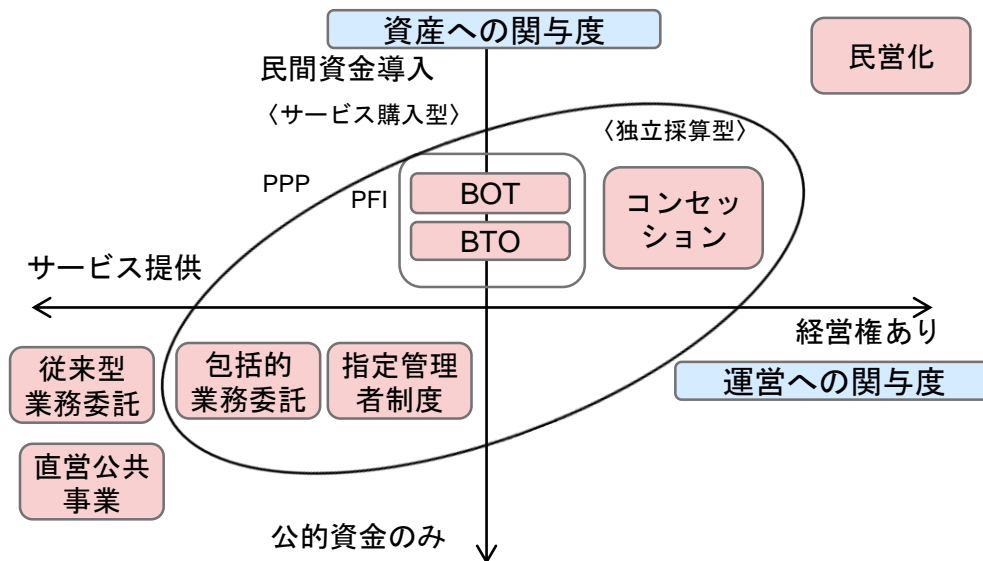 資産への関与度
民営化
民間資金導入
〈サービス購入型〉
〈独立採算型〉
PPP
PFI
BOT
BTO
コンセッ
ション
サービス提供
経営権あり
従来型
業務委託
包括的
業務委託
指定管理
者制度
運営への関与度
直営公共
事業
公的資金のみ